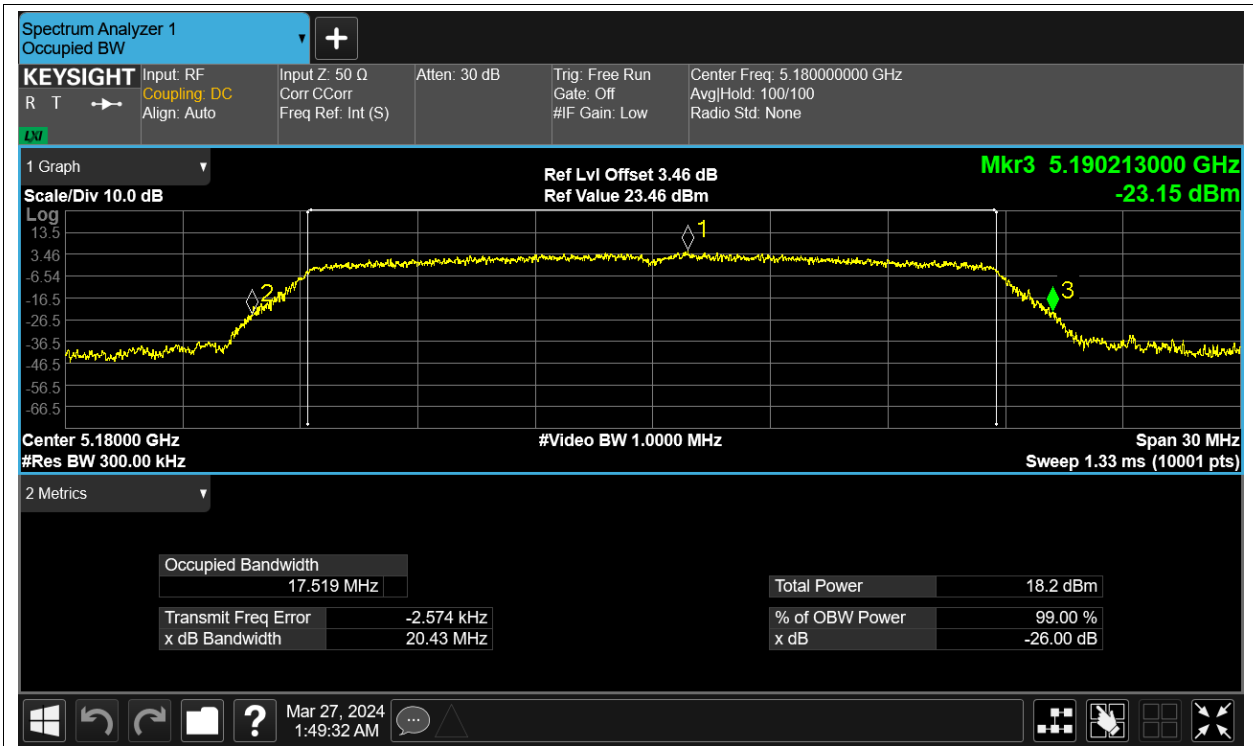 Spectrum Analyzer 1
Occupied BW
+
KEYSIGHT
R T
LXI
Input: RF
Coupling: DC
Align: Auto
Input Z: 50 Ω
Corr CCorr
Freq Ref: Int (S)
Atten: 30 dB
Trig: Free Run
Gate: Off
#IF Gain: Low
Center Freq: 5.180000000 GHz
Avg|Hold: 100/100
Radio Std: None
1 Graph
Scale/Div 10.0 dB
Ref Lvl Offset 3.46 dB
Ref Value 23.46 dBm
Mkr3 5.190213000 GHz
-23.15 dBm
Log
13.5
3.46
-6.54
-16.5
-26.5
-36.5
-46.5
-56.5
-66.5
1
2
3
Center 5.18000 GHz
#Res BW 300.00 kHz
#Video BW 1.0000 MHz
Span 30 MHz
Sweep 1.33 ms (10001 pts)
2 Metrics
Occupied Bandwidth
17.519 MHz
Transmit Freq Error -2.574 kHz
x dB Bandwidth 20.43 MHz
Total Power 18.2 dBm
% of OBW Power 99.00 %
x dB -26.00 dB
?
Mar 27, 2024
1:49:32 AM